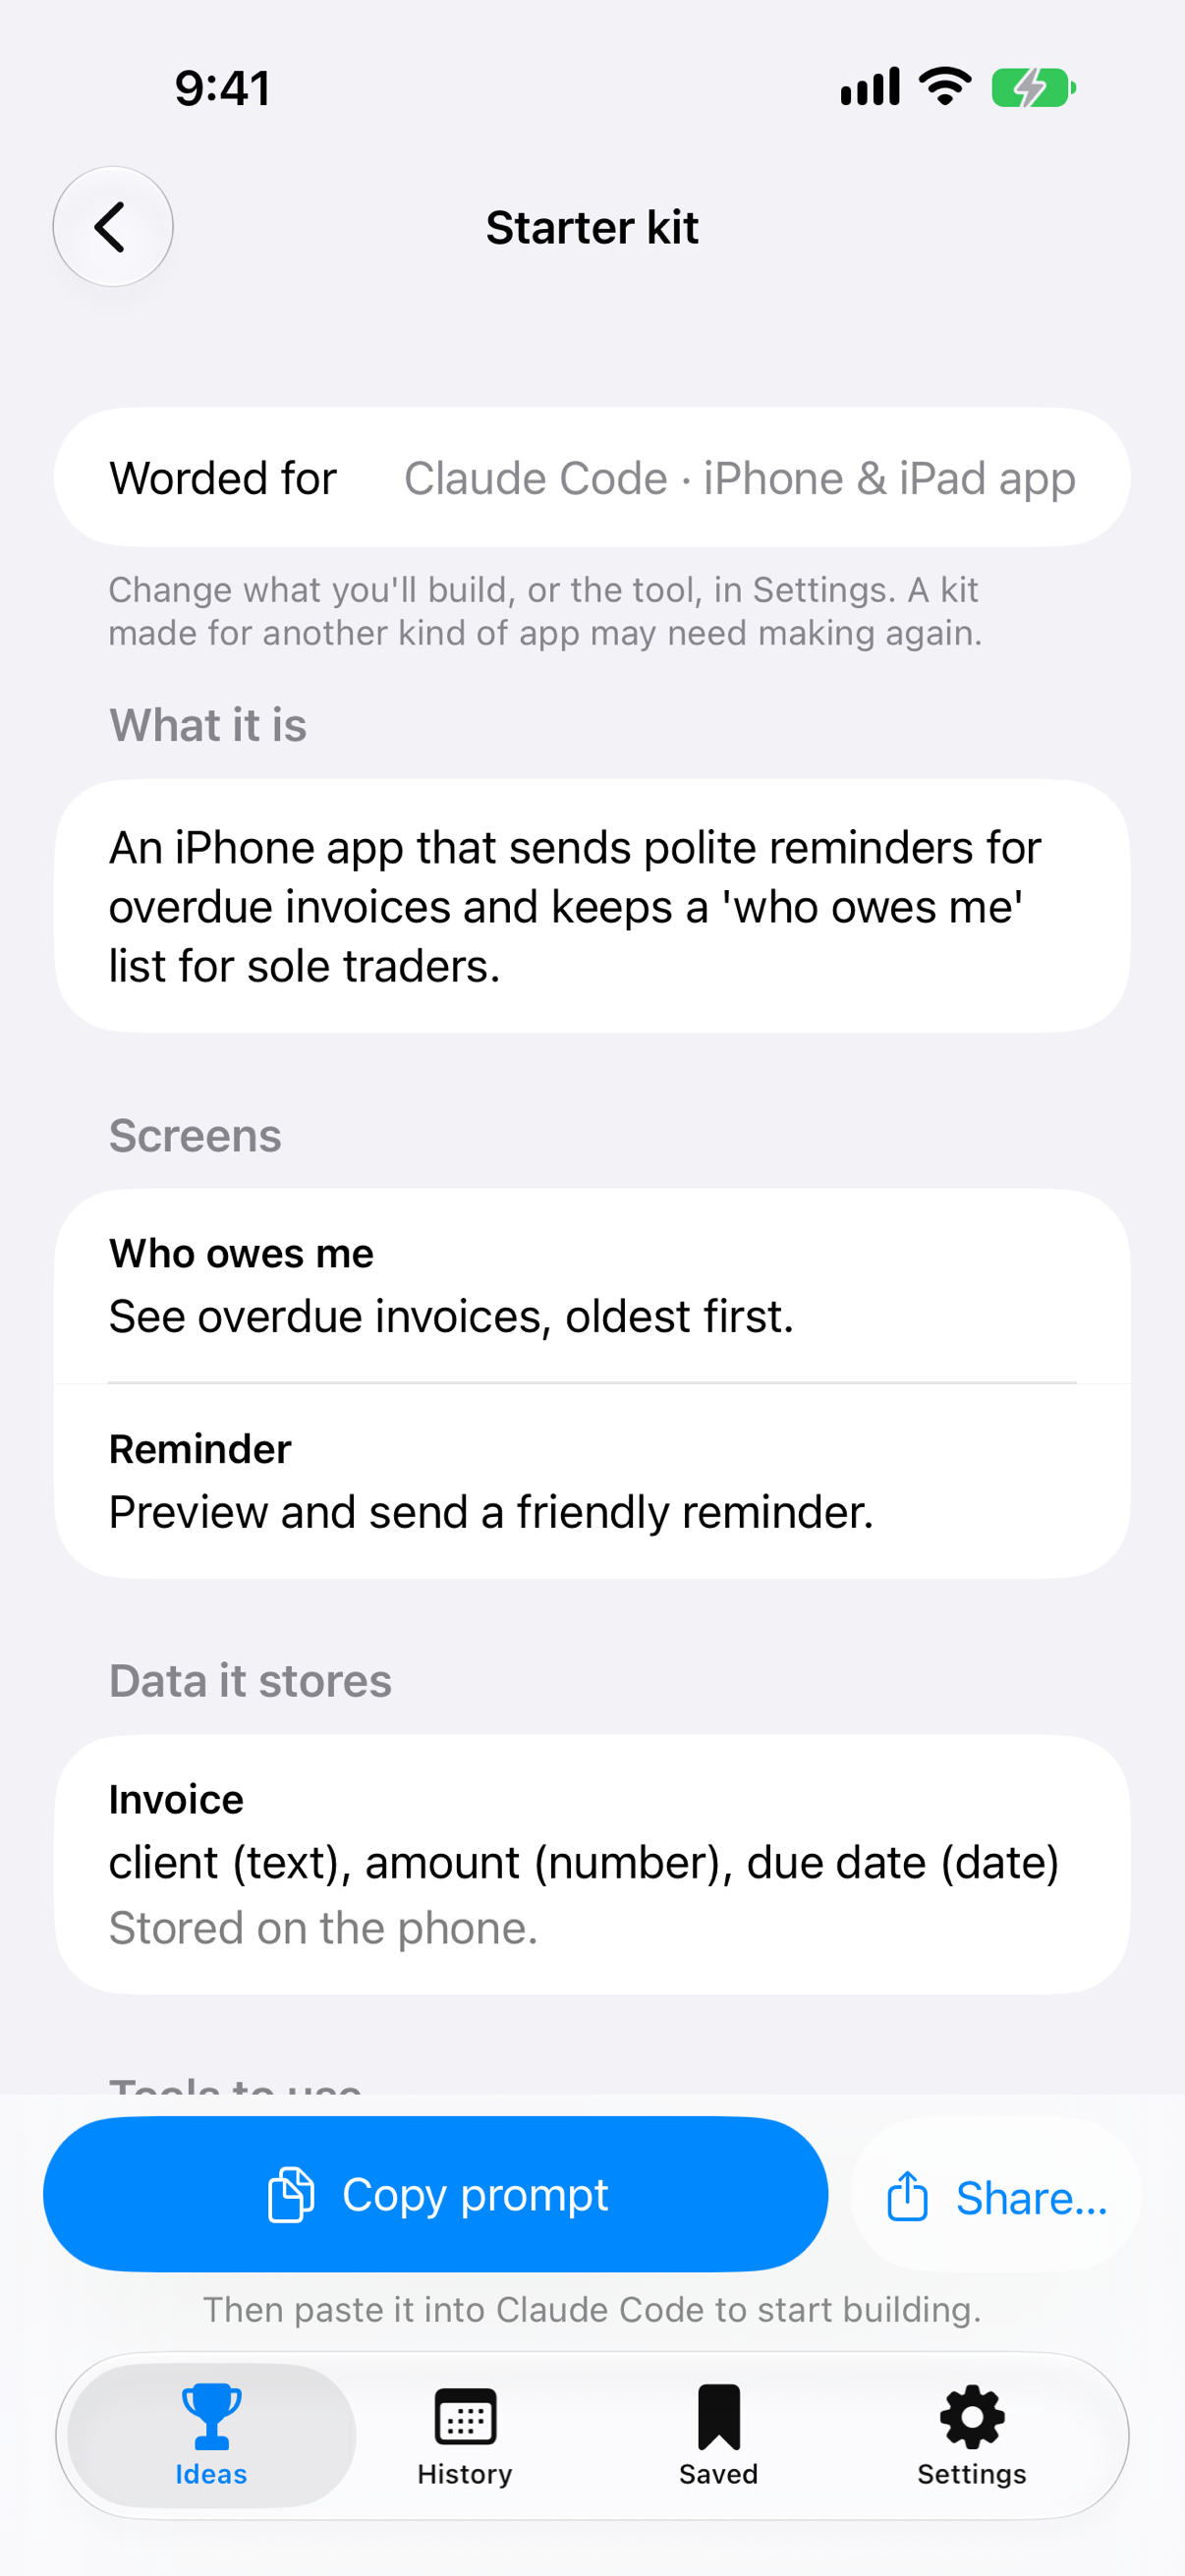 9:41
Starter kit
Worded for Claude Code · iPhone & iPad app
Change what you'll build, or the tool, in Settings. A kit
made for another kind of app may need making again.
What it is
An iPhone app that sends polite reminders for
overdue invoices and keeps a 'who owes me'
list for sole traders.
Screens
Who owes me
See overdue invoices, oldest first.
Reminder
Preview and send a friendly reminder.
Data it stores
Invoice
client (text), amount (number), due date (date)
Stored on the phone.
Tools to use
Copy prompt
Share...
Then paste it into Claude Code to start building.
Ideas
History
Saved
Settings